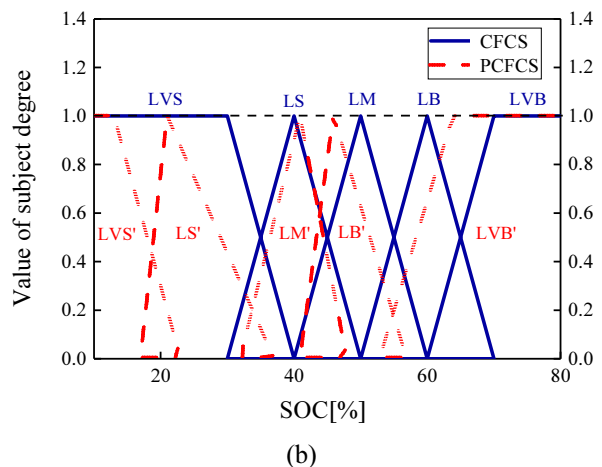 (b)
1.4
1.2
1.0
0.8
0.6
0.4
0.2
0.0
Value of subject degree
1.4
1.2
1.0
0.8
0.6
0.4
0.2
0.0
CFCS
PCFCS
LVS LS LM LB LVB
LVS' LS' LM' LB' LVB'
20 40 60 80
SOC[%]
(b)